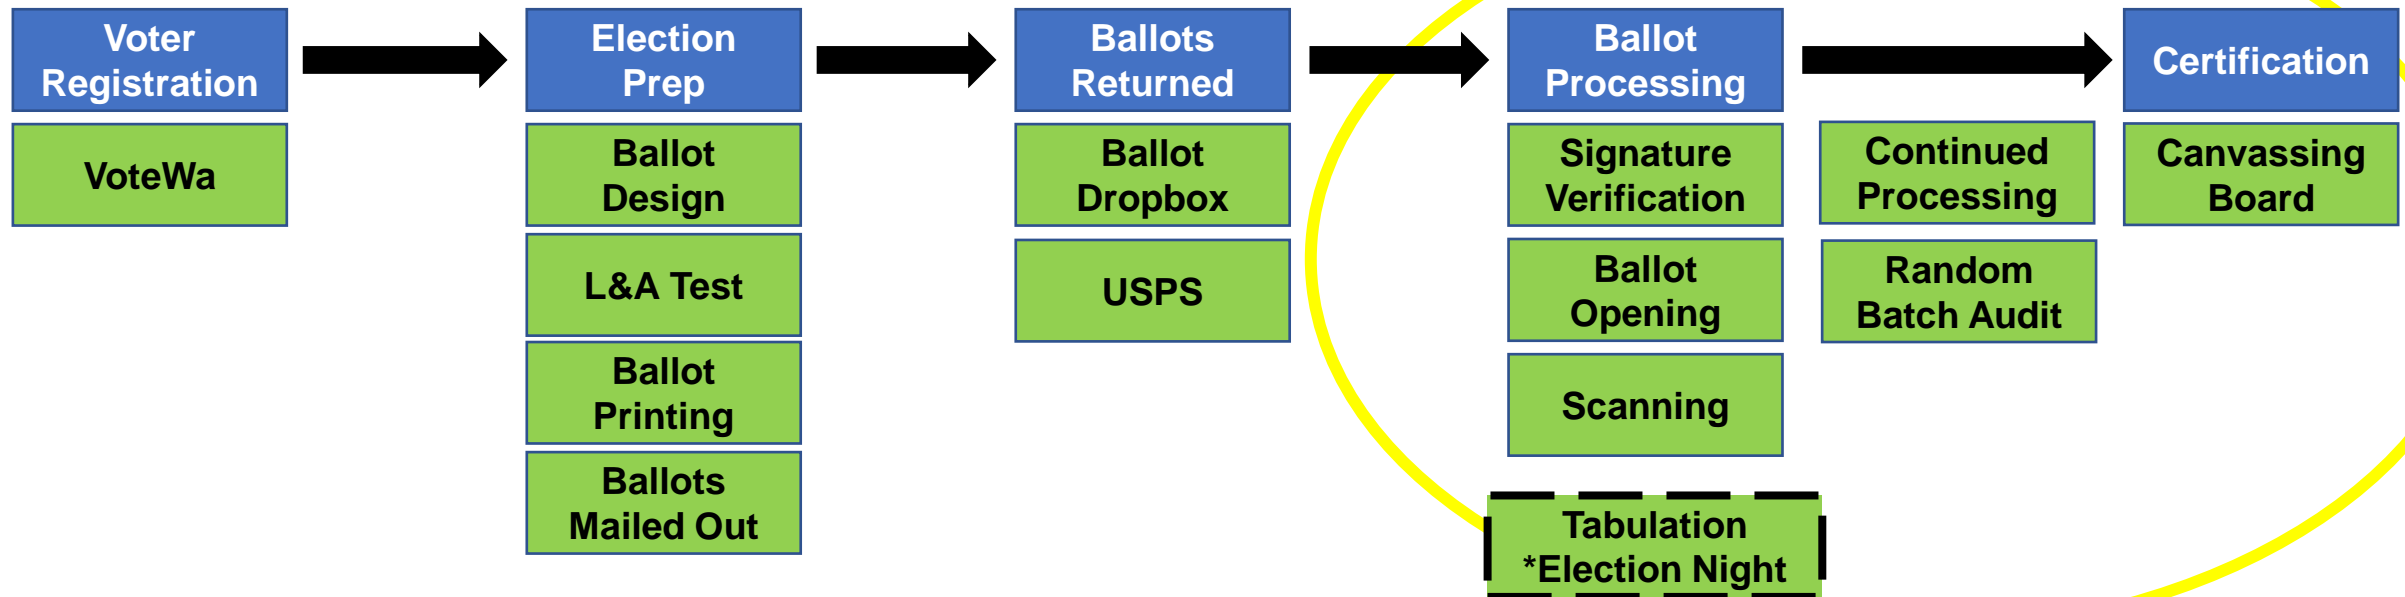 Voter
Registration
Election
Prep
Ballots
Returned
Ballot
Processing
Certification
VoteWa
Ballot
Design
L&A Test
Ballot
Printing
Ballots
Mailed Out
Ballot
Dropbox
USPS
Signature
Verification
Ballot
Opening
Scanning
Tabulation
*Election Night
Continued
Processing
Random
Batch Audit
Canvassing
Board